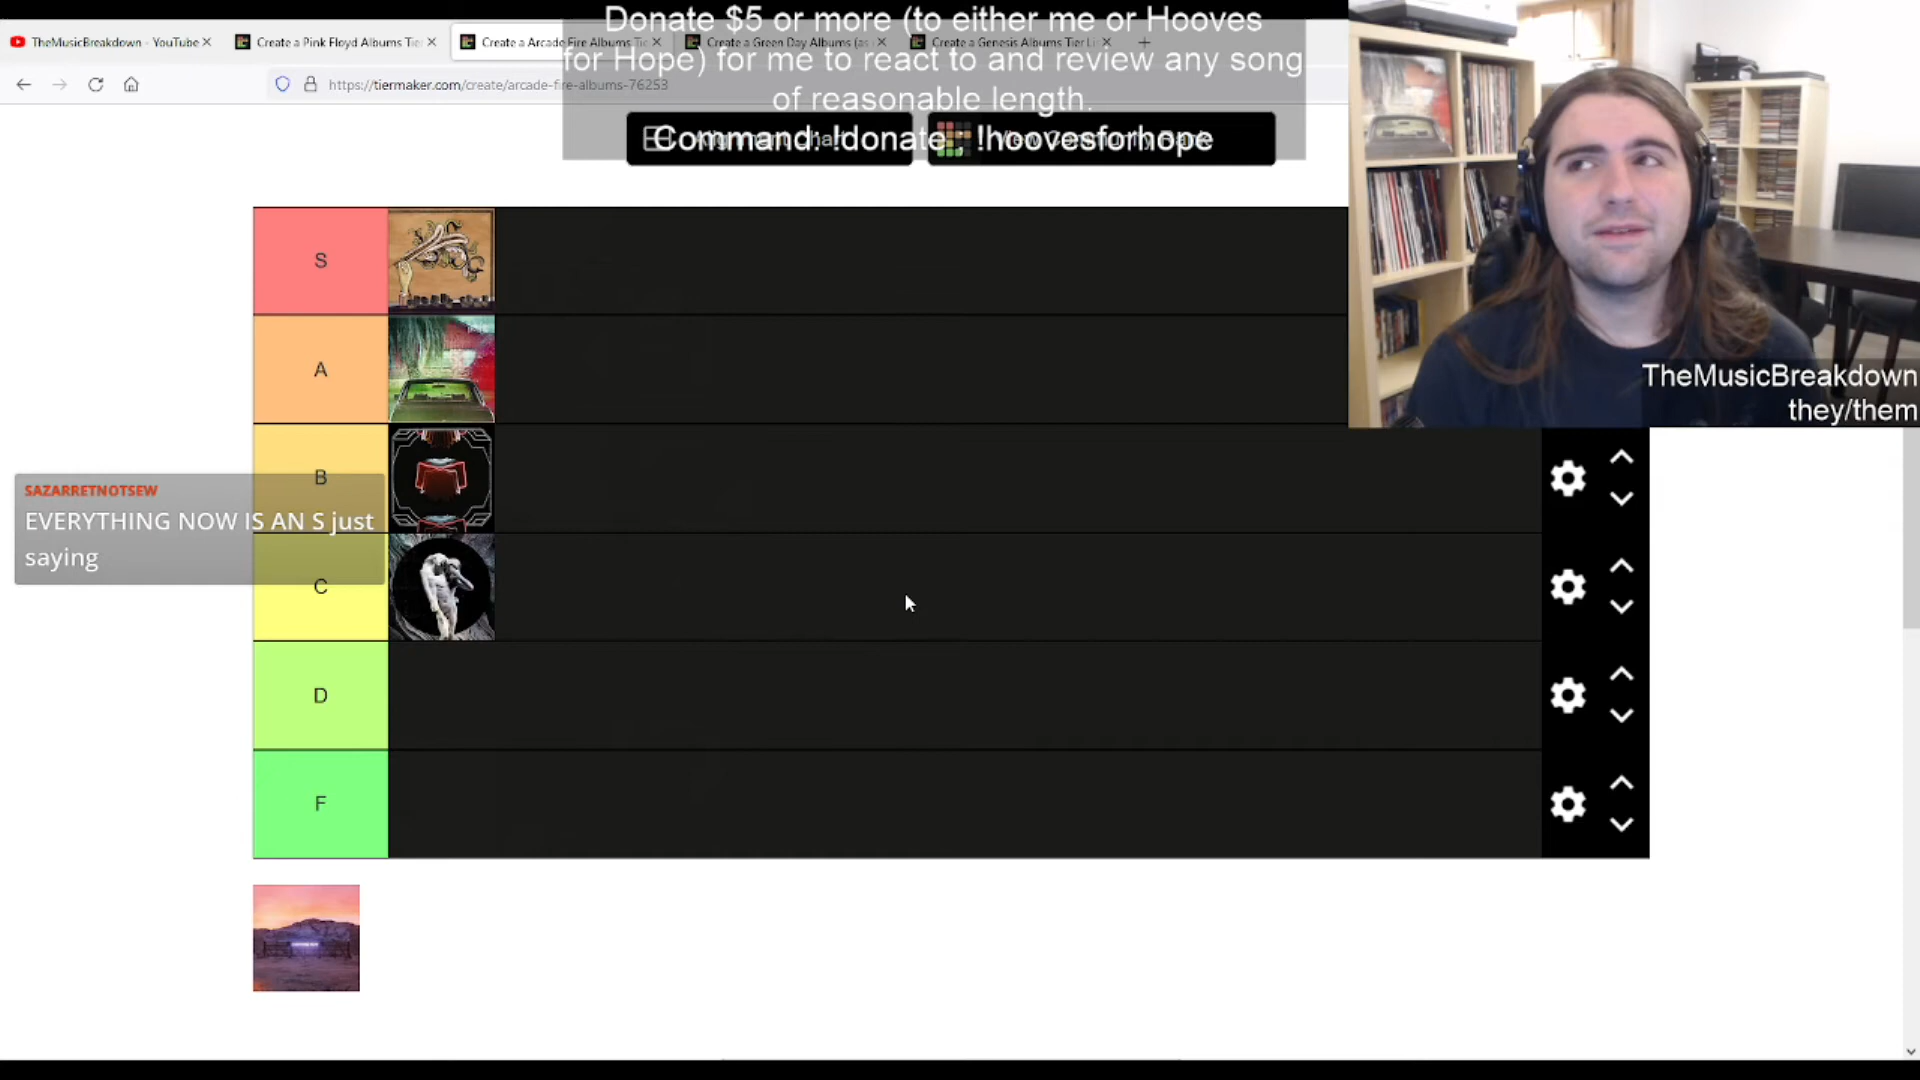 Donate $5 or more (to either me or Hooves
for Hope) for me to react to and review any song
of reasonable length.
Command: !donate ; !hoovesforhope
TheMusicBreakdown - YouTube
Create a Pink Floyd Albums Tie
Create a Arcade Fire Albums Tie
Create a Green Day Albums (as
Create a Genesis Albums Tier Li
https://tiermaker.com/create/arcade-fire-albums-76253
S
A
B
C
D
F
SAZARRETNOTSEW
EVERYTHING NOW IS AN S just
saying
TheMusicBreakdown
they/them